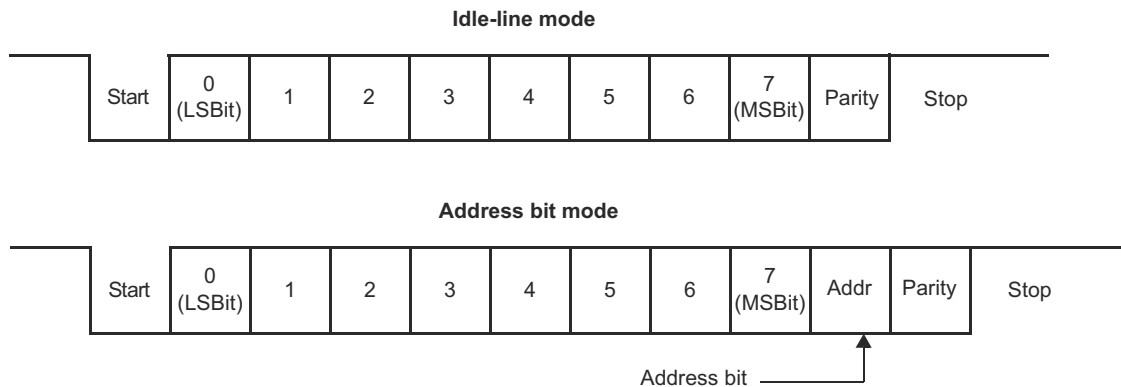 Idle-line mode
Start 0 (LSBit) 1 2 3 4 5 6 7 (MSBit) Parity Stop
Address bit mode
Start 0 (LSBit) 1 2 3 4 5 6 7 (MSBit) Addr Parity Stop
Address bit